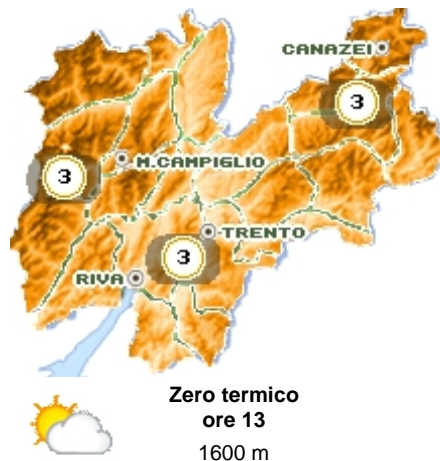 CANAZEI
3
M.CAMPIGLIO
3
TRENTO
3
RIVA
Zero termico
ore 13
1600 m